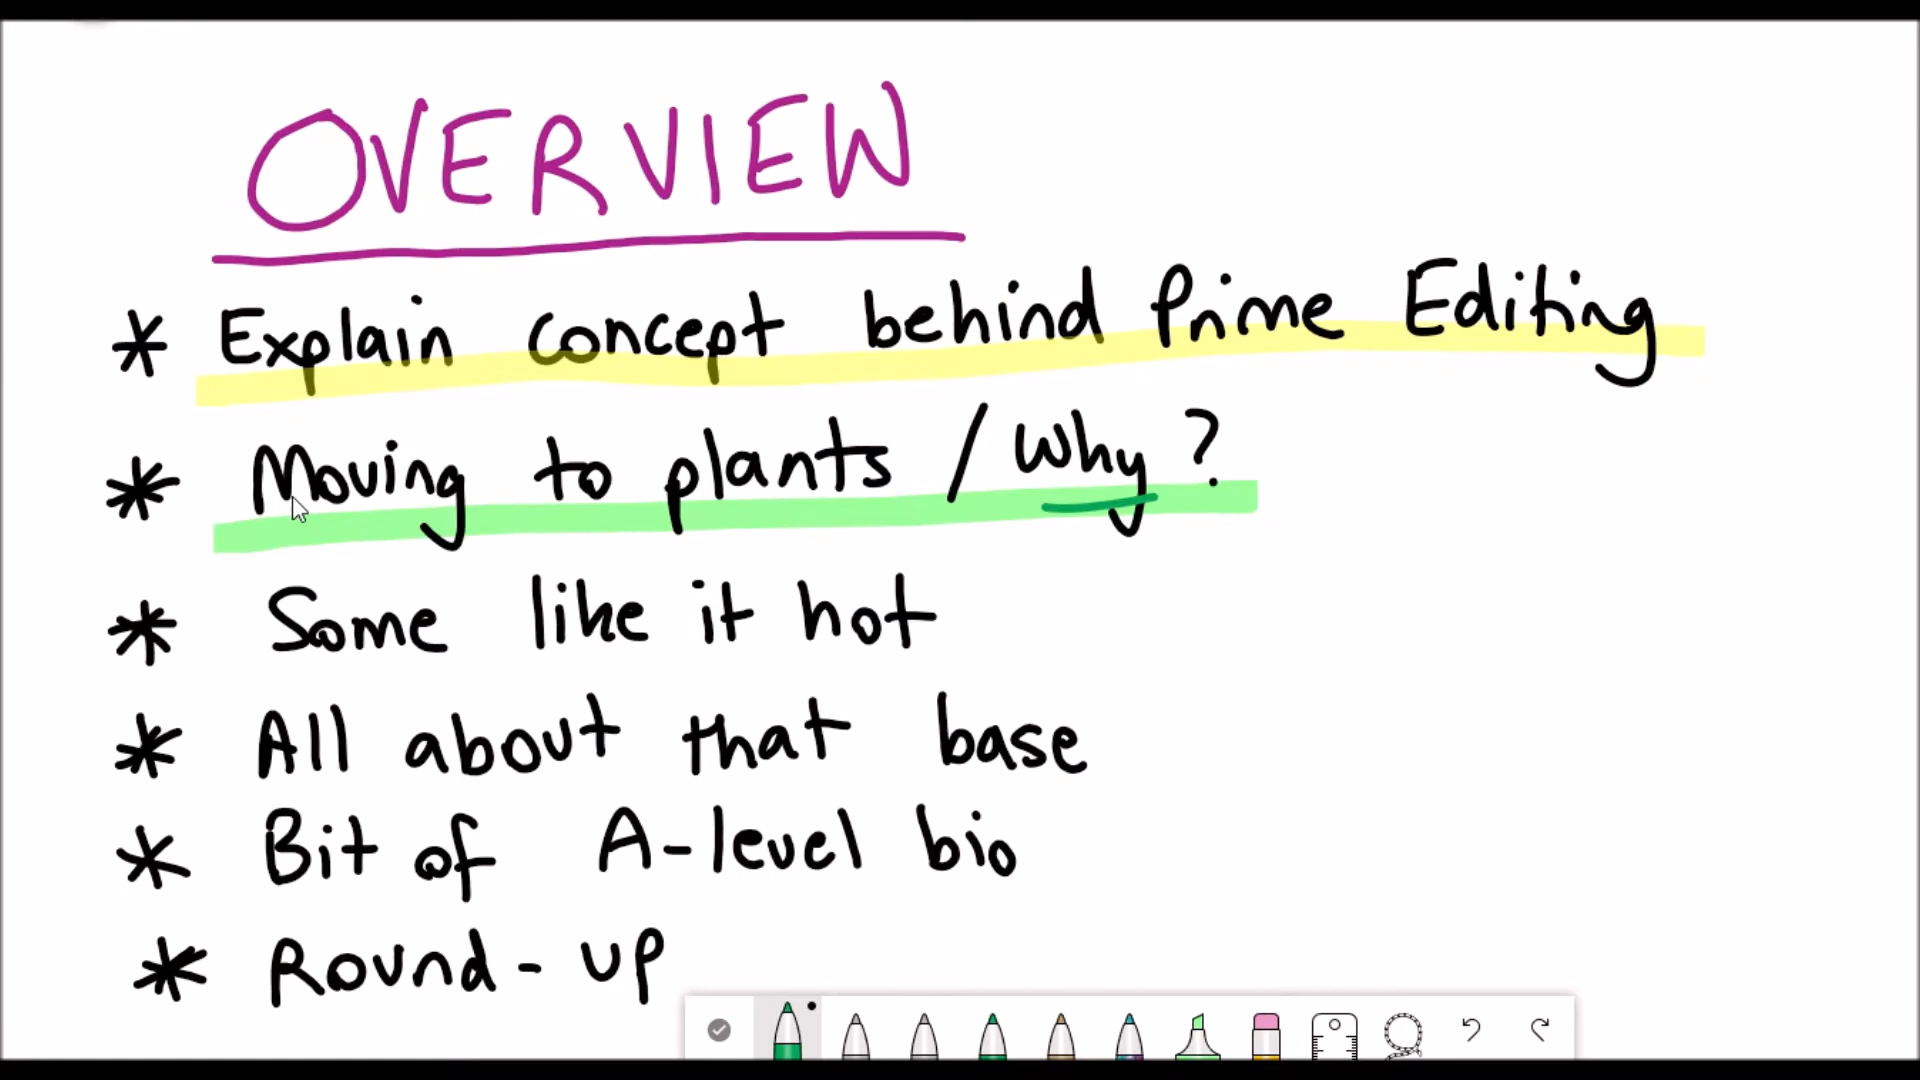 OVERVIEW
* Explain concept behind Prime Editing
* Moving to plants / Why?
* Some like it hot
* All about that base
* Bit of A-level bio
* Round-up